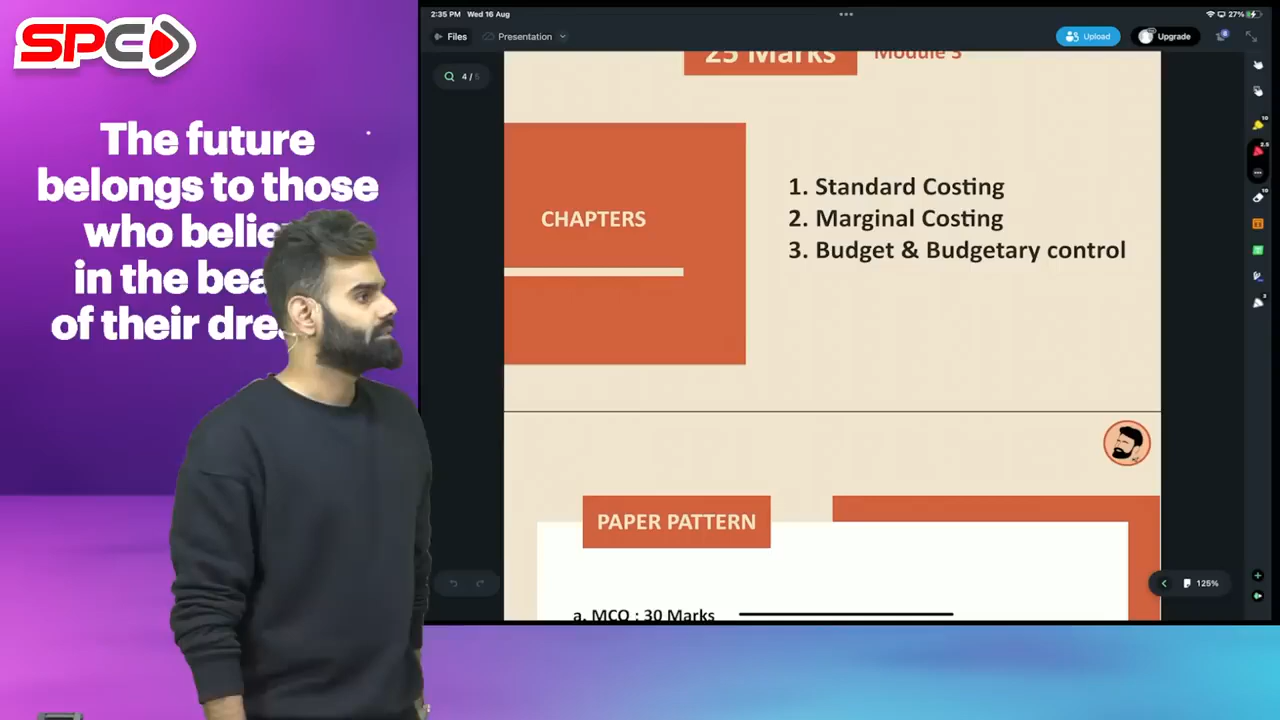 SPED
The future
belongs to those
who belie
in the bea
of their dre
2:35 PM Wed 16 Aug
27%
Files
Presentation
Upload
Upgrade
4 / 5
25 Marks
Module 3
CHAPTERS
1. Standard Costing
2. Marginal Costing
3. Budget & Budgetary control
PAPER PATTERN
a. MCQ : 30 Marks
125%